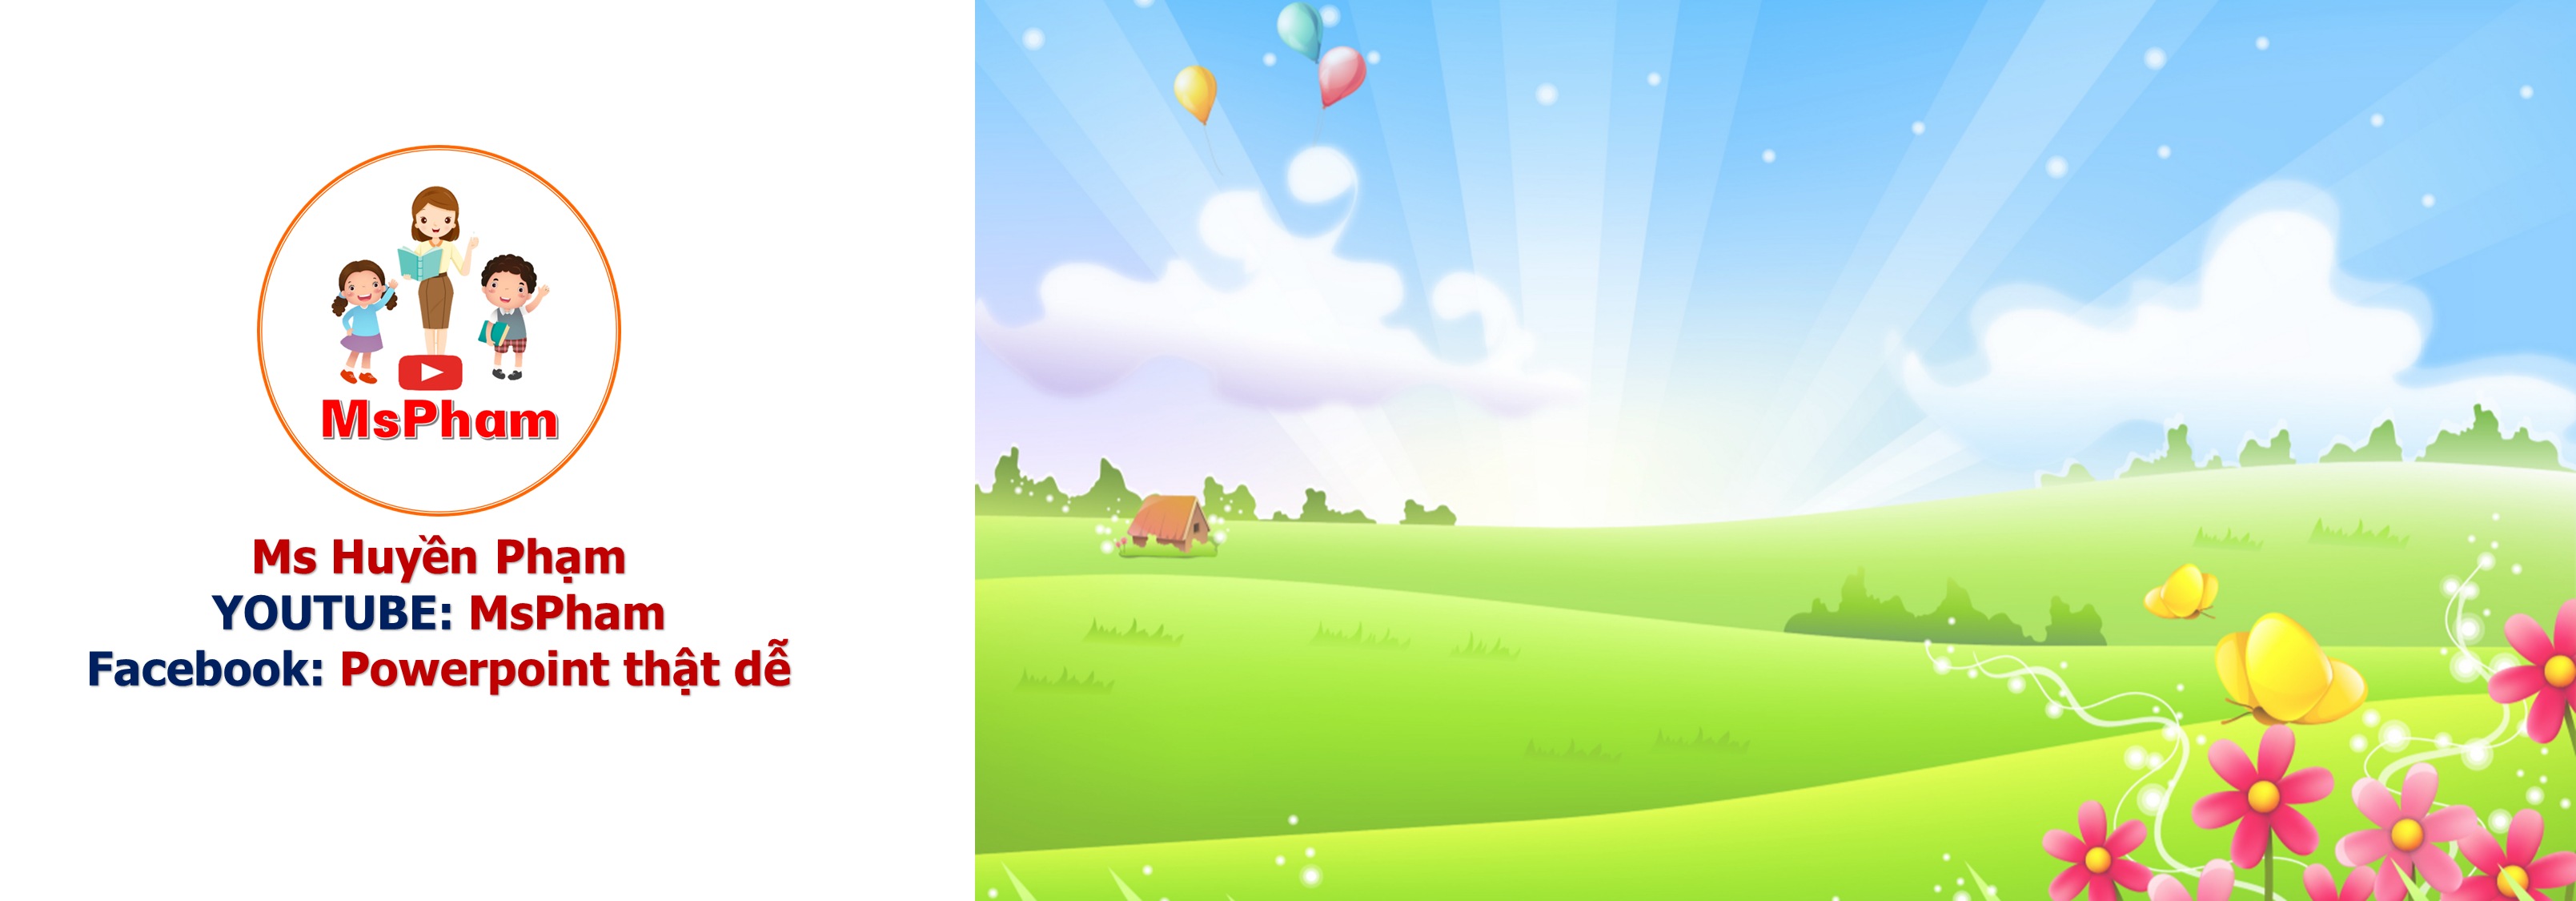 MsPham
Ms Huyền Phạm
YOUTUBE: MsPham
Facebook: Powerpoint thật dễ